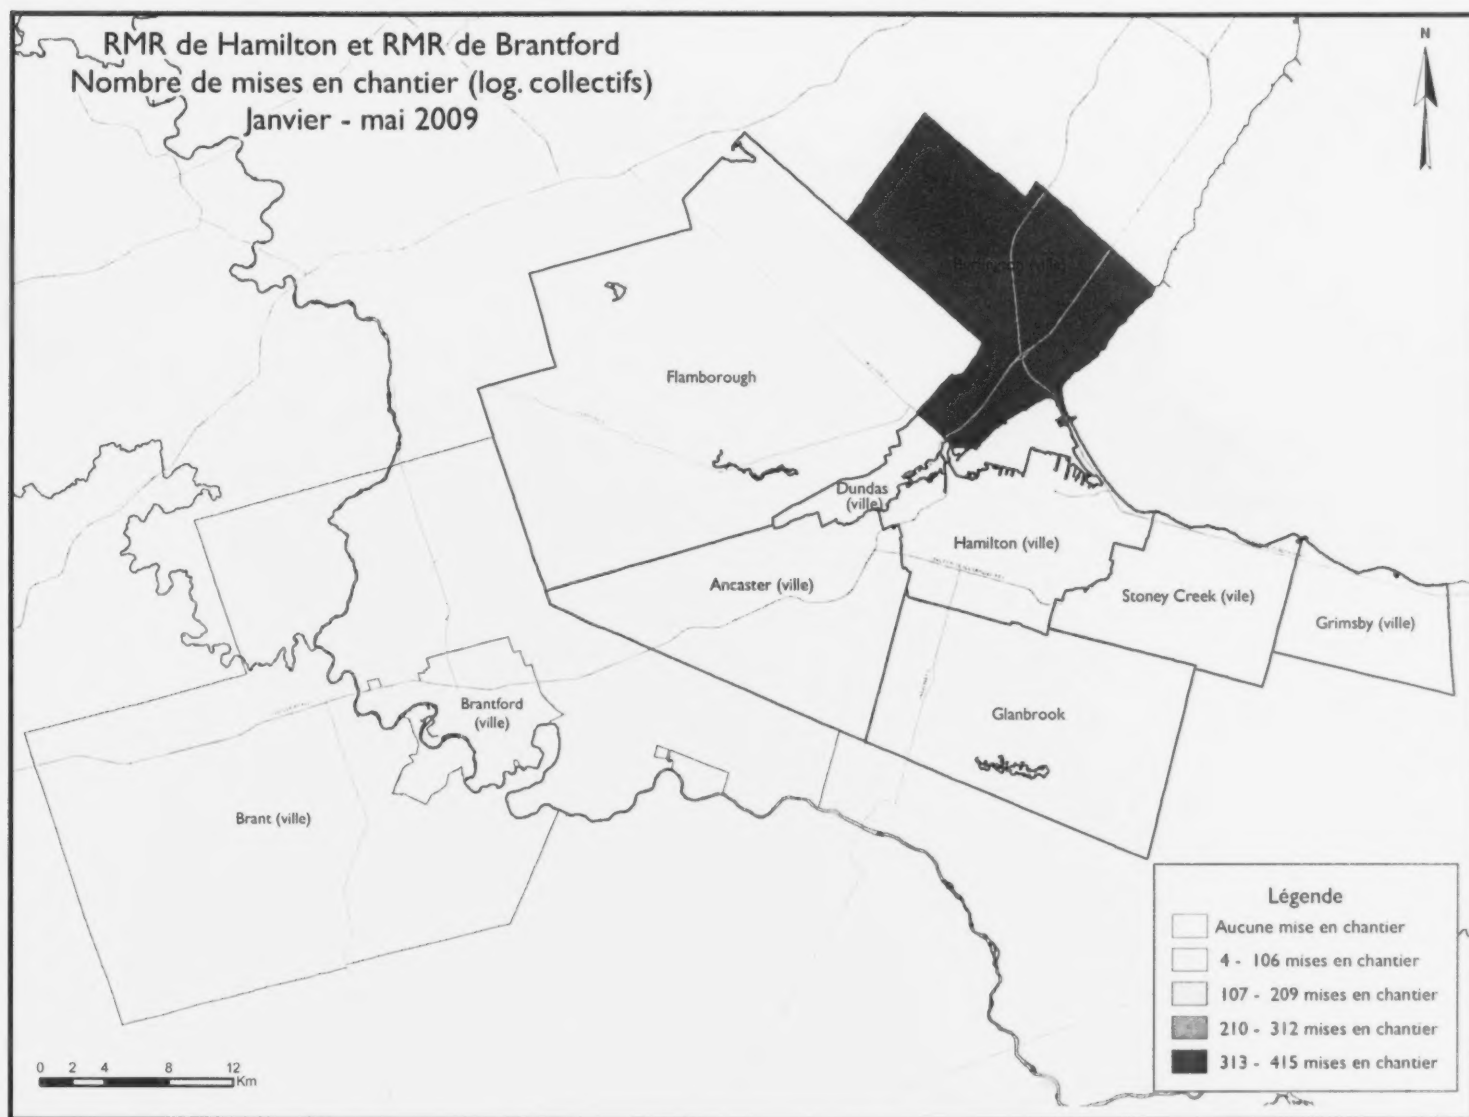 RMR de Hamilton et RMR de Brantford
Nombre de mises en chantier (log. collectifs)
Janvier - mai 2009
N
Burlington (ville)
Flamborough
Dundas
(ville)
Hamilton (ville)
Ancaster (ville)
Stoney Creek (vile)
Grimsby (ville)
Brantford
(ville)
Glanbrook
Brant (ville)
Légende
Aucune mise en chantier
4 - 106 mises en chantier
107 - 209 mises en chantier
210 - 312 mises en chantier
313 - 415 mises en chantier
0 2 4 8 12
Km